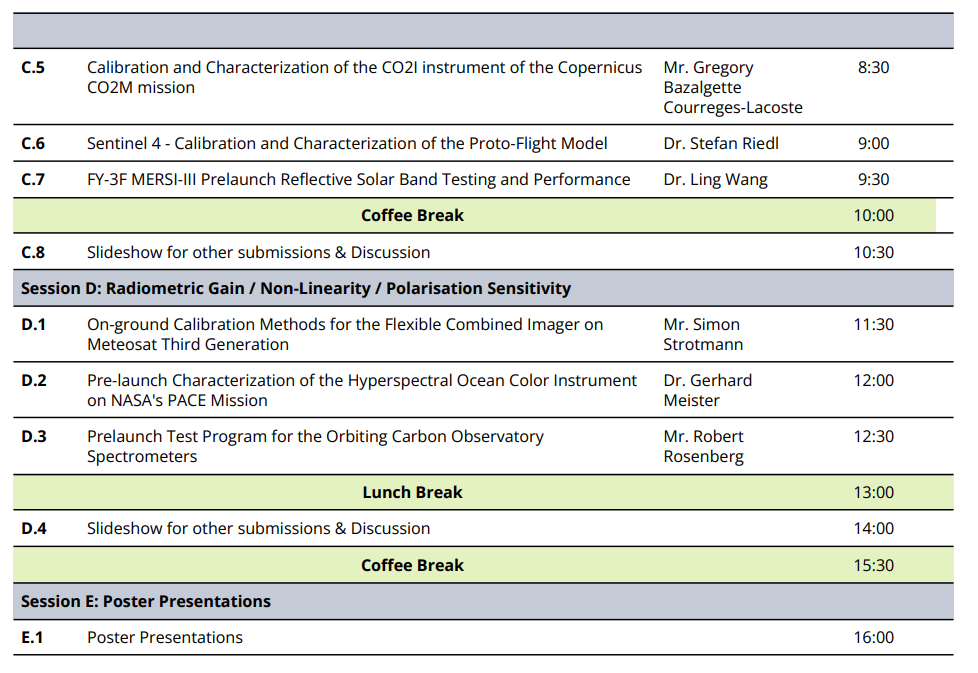 C.5 Calibration and Characterization of the CO2I instrument of the Copernicus Mr. Gregory 8:30
CO2M mission Bazalgette
Courreges-Lacoste
C.6 Sentinel 4 - Calibration and Characterization of the Proto-Flight Model Dr. Stefan Riedl 9:00
C.7 FY-3F MERSI-III Prelaunch Reflective Solar Band Testing and Performance Dr. Ling Wang 9:30
Coffee Break 10:00
C.8 Slideshow for other submissions & Discussion 10:30
Session D: Radiometric Gain / Non-Linearity / Polarisation Sensitivity
D.1 On-ground Calibration Methods for the Flexible Combined Imager on Mr. Simon 11:30
Meteosat Third Generation Strotmann
D.2 Pre-launch Characterization of the Hyperspectral Ocean Color Instrument Dr. Gerhard 12:00
on NASA's PACE Mission Meister
D.3 Prelaunch Test Program for the Orbiting Carbon Observatory Mr. Robert 12:30
Spectrometers Rosenberg
Lunch Break 13:00
D.4 Slideshow for other submissions & Discussion 14:00
Coffee Break 15:30
Session E: Poster Presentations
E.1 Poster Presentations 16:00